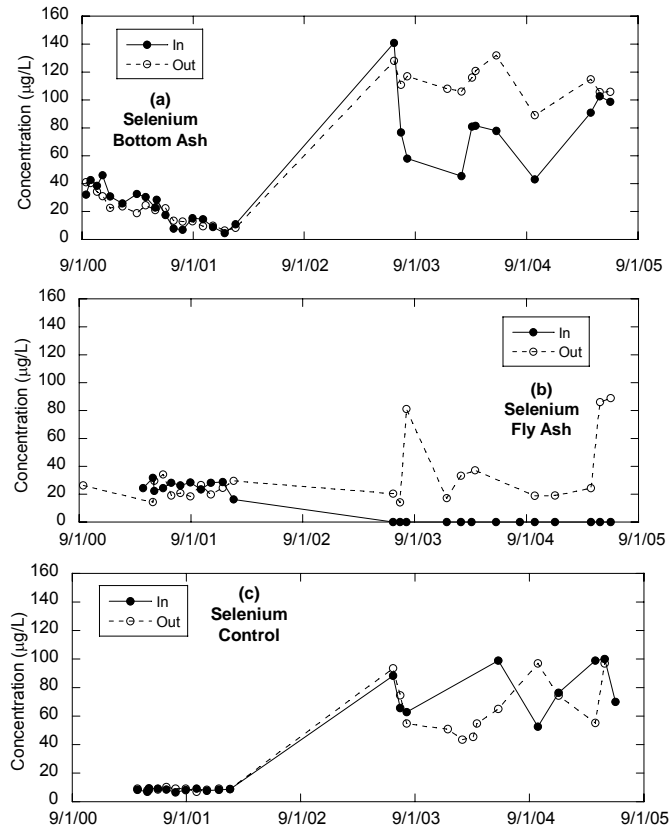 160
140
120
100
80
60
40
20
0
Concentration (µg/L)
In
Out
(a)
Selenium
Bottom Ash
9/1/00 9/1/01 9/1/02 9/1/03 9/1/04 9/1/05
160
140
120
100
80
60
40
20
0
Concentration (µg/L)
In
Out
(b)
Selenium
Fly Ash
9/1/00 9/1/01 9/1/02 9/1/03 9/1/04 9/1/05
160
140
120
100
80
60
40
20
0
Concentration (µg/L)
In
Out
(c)
Selenium
Control
9/1/00 9/1/01 9/1/02 9/1/03 9/1/04 9/1/05